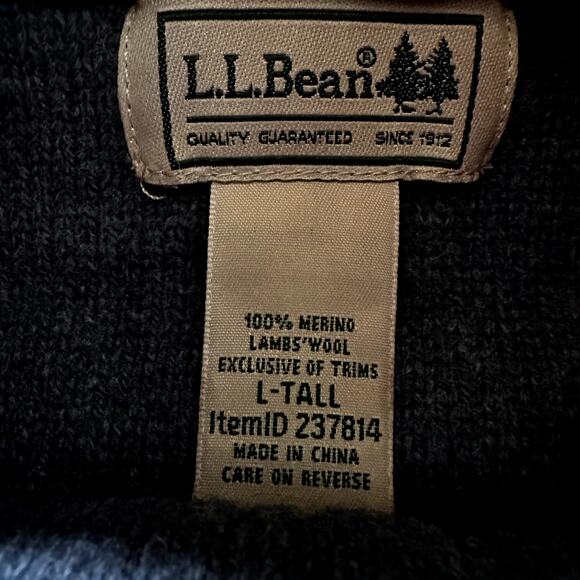 L.L.Bean®
QUALITY GUARANTEED SINCE 1912
100% MERINO
LAMBS'WOOL
EXCLUSIVE OF TRIMS
L-TALL
ItemID 237814
MADE IN CHINA
CARE ON REVERSE